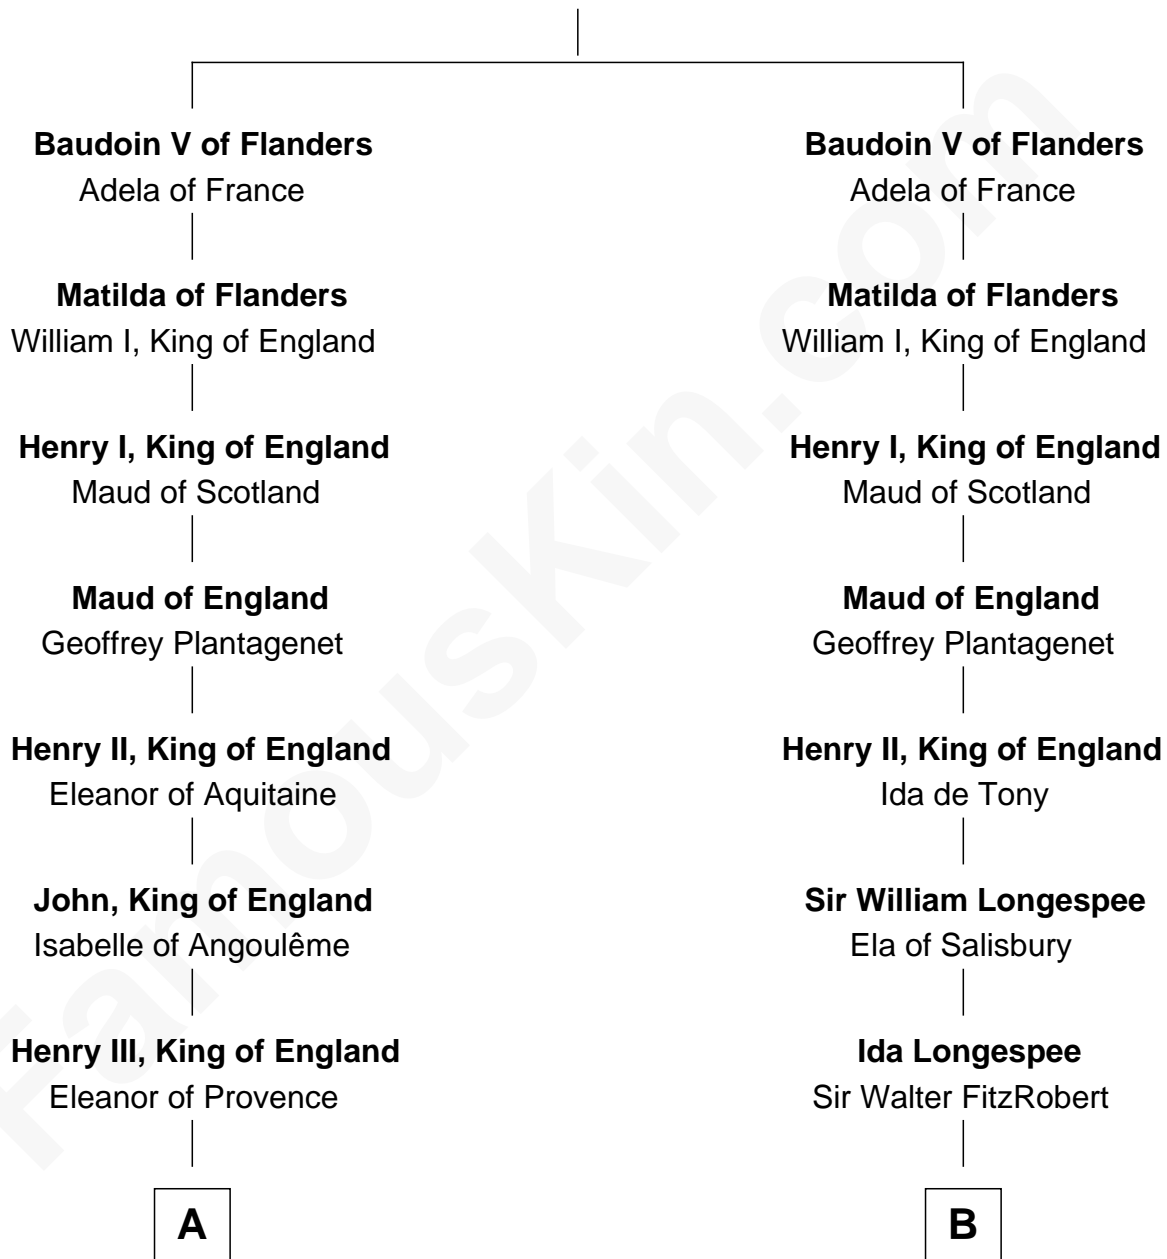 Baudoin V of Flanders
Adela of France
Matilda of Flanders
William I, King of England
Henry I, King of England
Maud of Scotland
Maud of England
Geoffrey Plantagenet
Henry II, King of England
Eleanor of Aquitaine
John, King of England
Isabelle of Angoulême
Henry III, King of England
Eleanor of Provence
A
Baudoin V of Flanders
Adela of France
Matilda of Flanders
William I, King of England
Henry I, King of England
Maud of Scotland
Maud of England
Geoffrey Plantagenet
Henry II, King of England
Ida de Tony
Sir William Longespee
Ela of Salisbury
Ida Longespee
Sir Walter FitzRobert
B
FamousKin.com